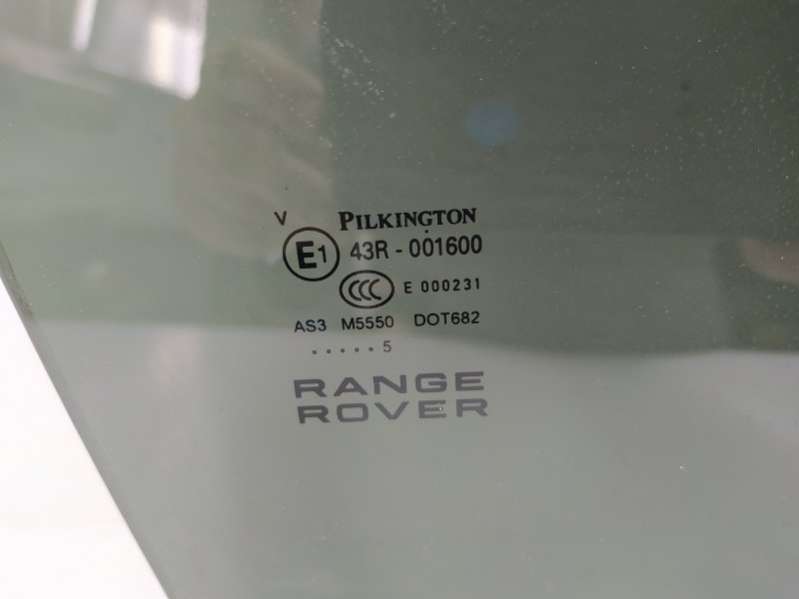 V PILKINGTON
E1 43R - 001600
CCC E 000231
AS3 M5550 DOT682
.....5
RANGE
ROVER